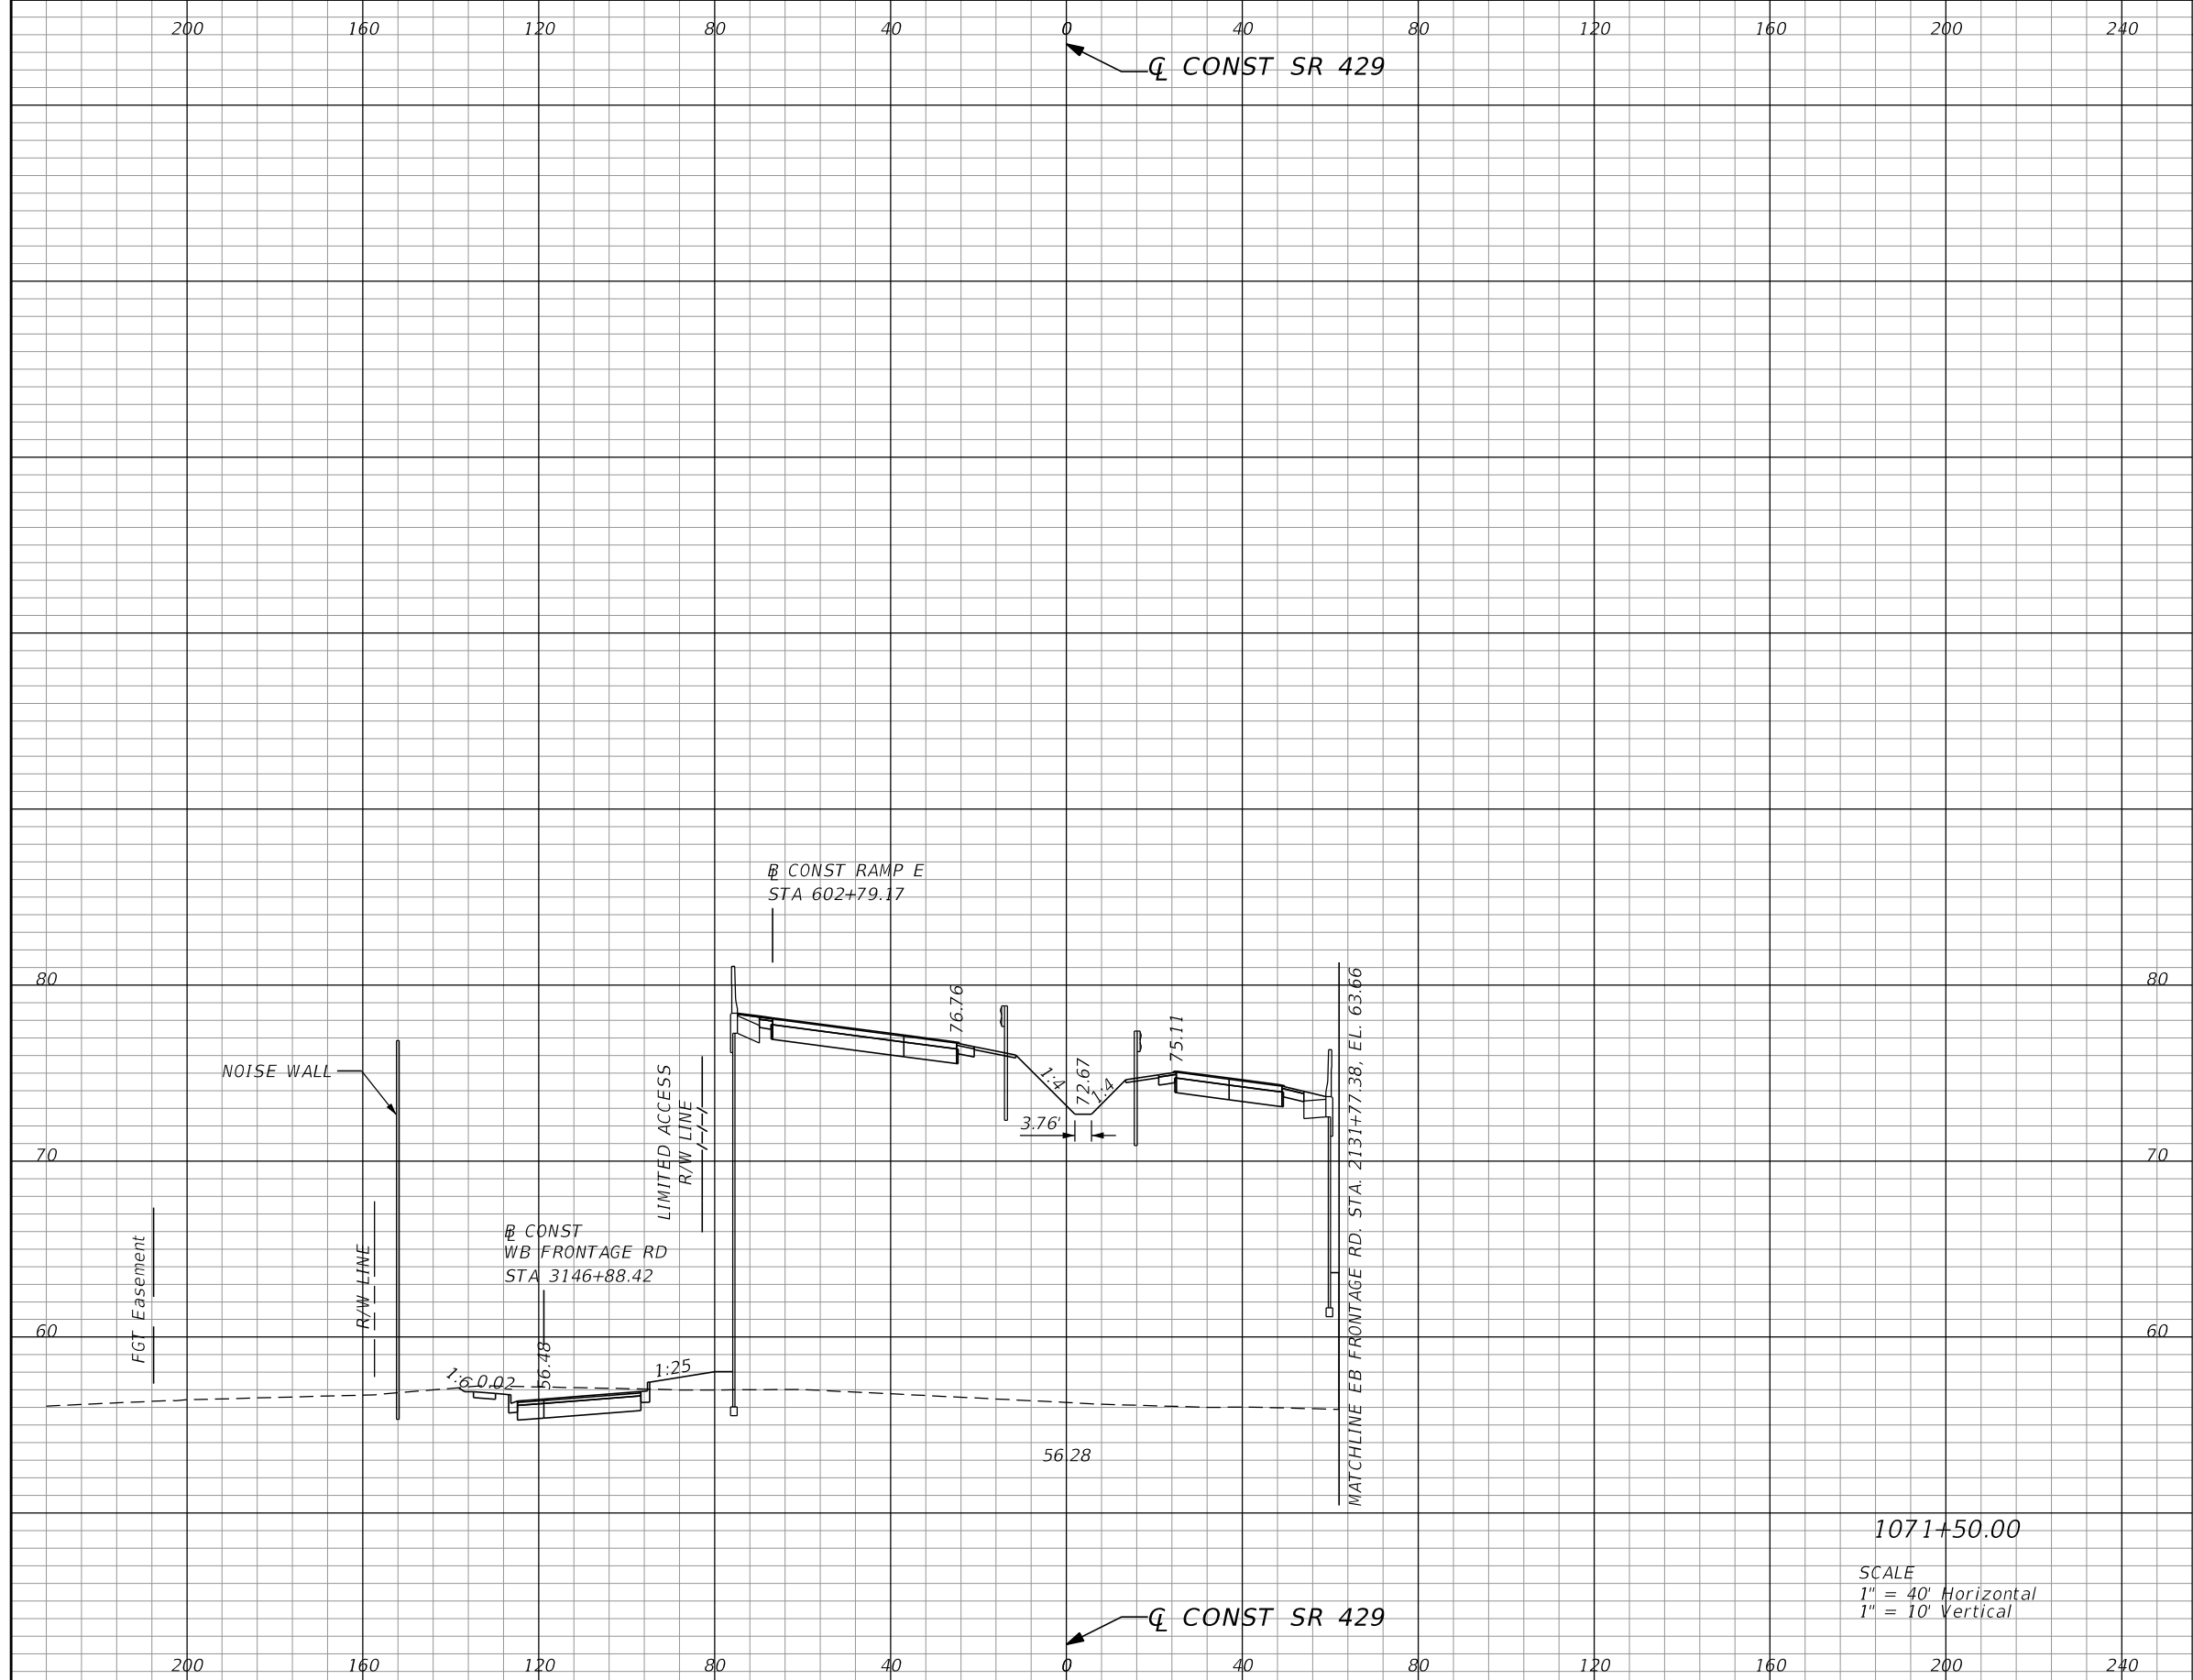 200 160 120 80 40 0 40 80 120 160 200 240
℄ CONST SR 429
℄ CONST RAMP E
STA 602+79.17
80 80
76.76
75.11
NOISE WALL
1:4
72.67
1:4
3.76'
LIMITED ACCESS
R/W LINE
MATCHLINE EB FRONTAGE RD. STA. 2131+77.38, EL. 63.66
70 70
FGT Easement
R/W LINE
BL CONST
WB FRONTAGE RD
STA 3146+88.42
60 60
56.48
1:6
0.02
1:25
56.28
1071+50.00
SCALE
1" = 40' Horizontal
1" = 10' Vertical
℄ CONST SR 429
200 160 120 80 40 0 40 80 120 160 200 240